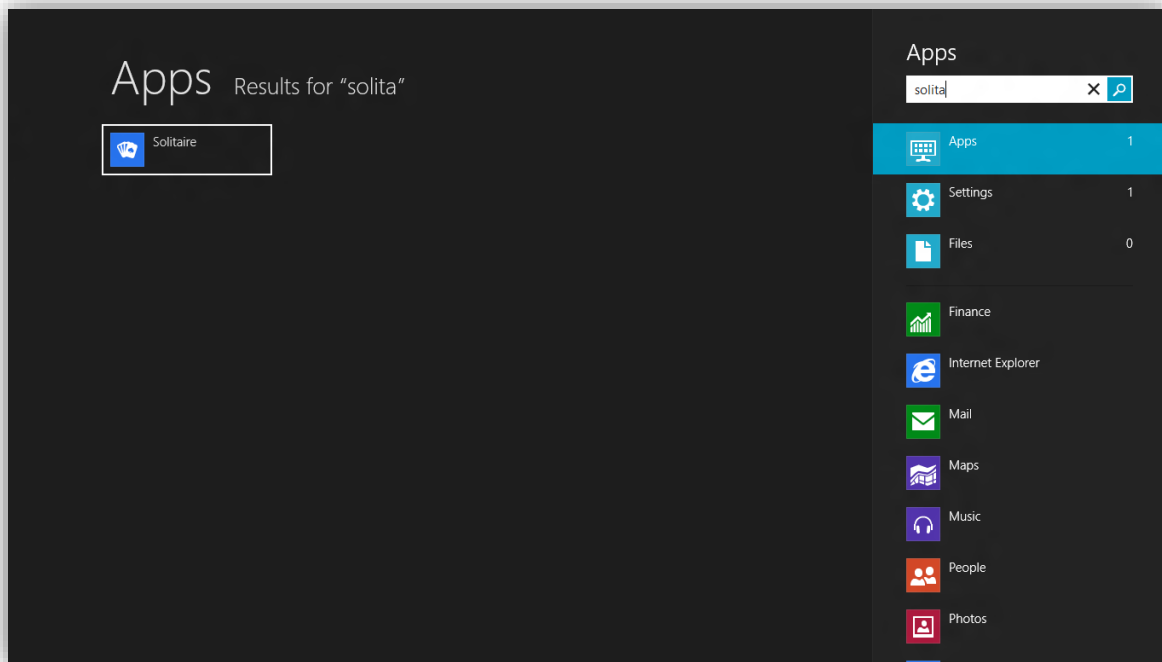 Apps Results for “solita”
Solitaire
Apps
solita
Apps 1
Settings 1
Files 0
Finance
Internet Explorer
Mail
Maps
Music
People
Photos